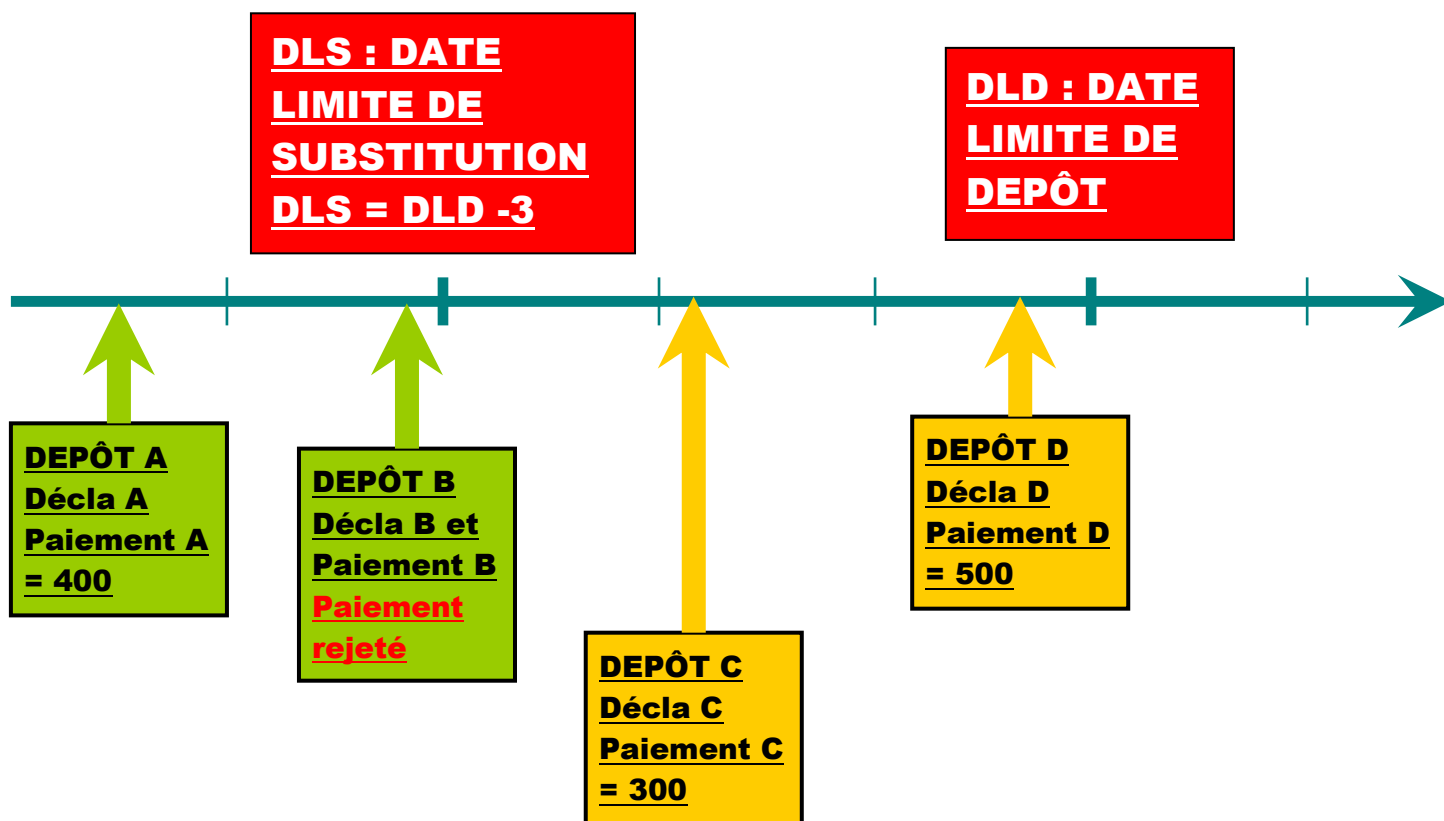 DLS : DATE
LIMITE DE
SUBSTITUTION
DLS = DLD -3
DLD : DATE
LIMITE DE
DEPÔT
DEPÔT A
Décla A
Paiement A
= 400
DEPÔT B
Décla B et
Paiement B
Paiement
rejeté
DEPÔT C
Décla C
Paiement C
= 300
DEPÔT D
Décla D
Paiement D
= 500